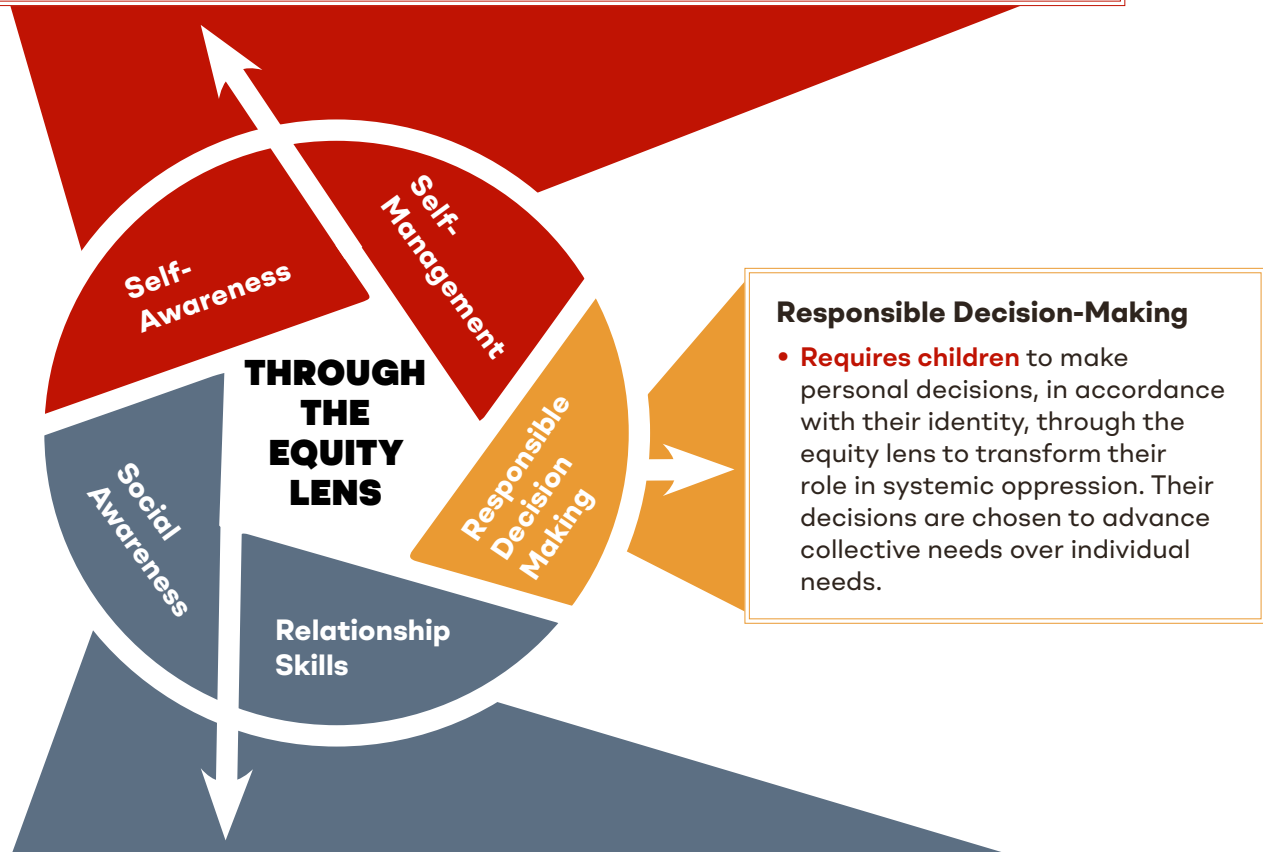 Self-
Awareness
Self-
Management
THROUGH
THE
EQUITY
LENS
Responsible
Decision
Making
Social
Awareness
Relationship
Skills
Responsible Decision-Making
• Requires children to make
personal decisions, in accordance
with their identity, through the
equity lens to transform their
role in systemic oppression. Their
decisions are chosen to advance
collective needs over individual
needs.